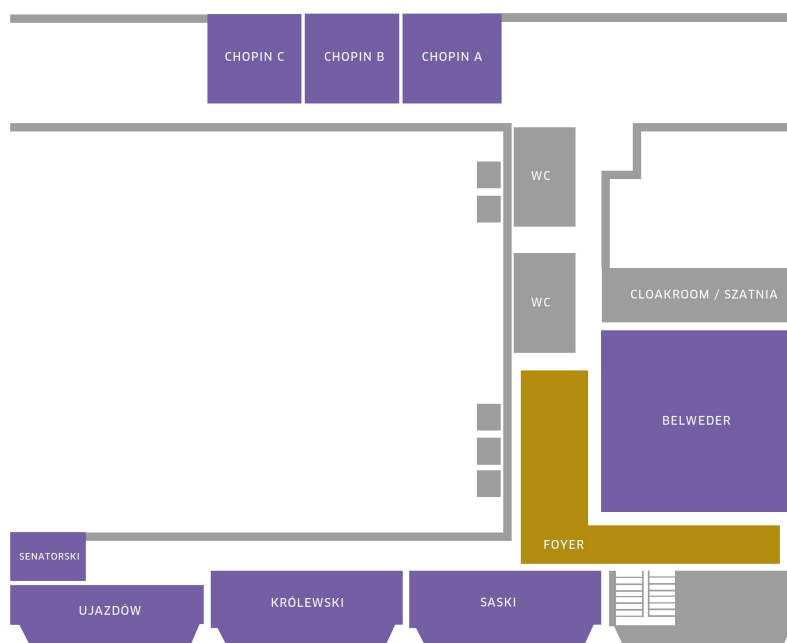 CHOPIN C
CHOPIN B
CHOPIN A
WC
WC
CLOAKROOM / SZATNIA
BELWEDER
FOYER
SENATORSKI
UJAZDÓW
KRÓLEWSKI
SASKI